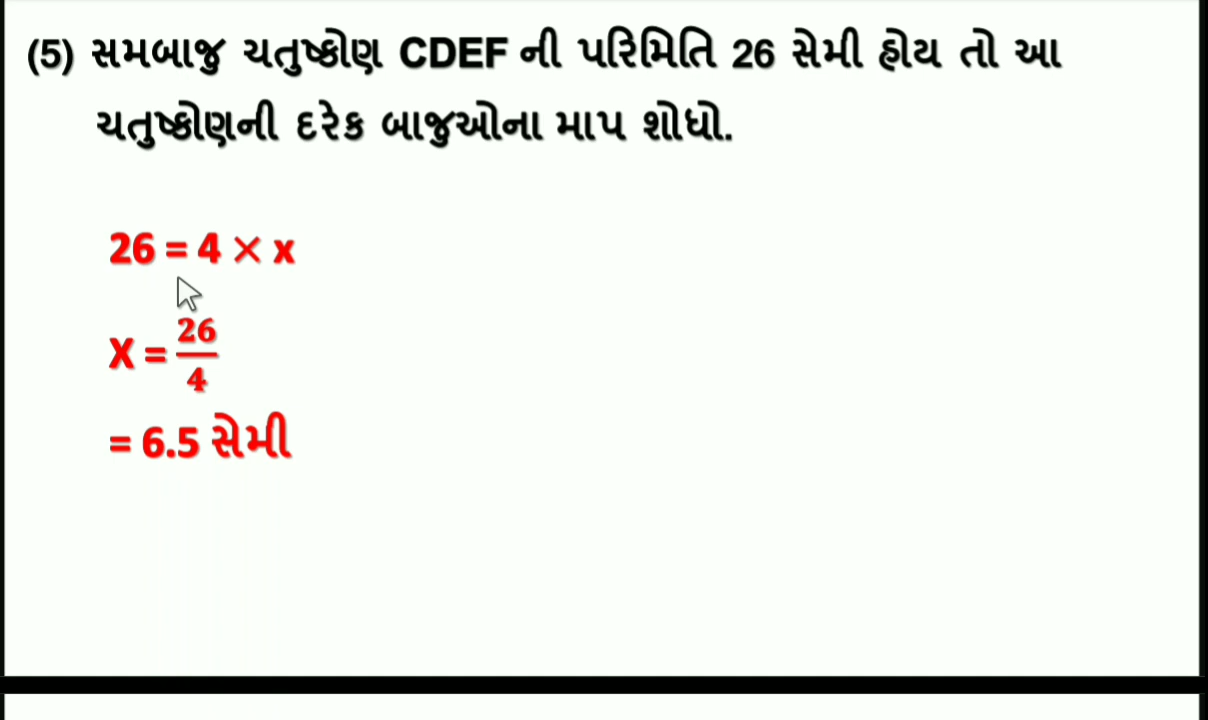 (5) સમબાજુ ચતુષ્કોણ CDEF ની પરિમિતિ 26 સેમી હોય તો આ
ચતુષ્કોણની દરેક બાજુઓના માપ શોધો.
26 = 4 × x
X = 26/4
= 6.5 સેમી